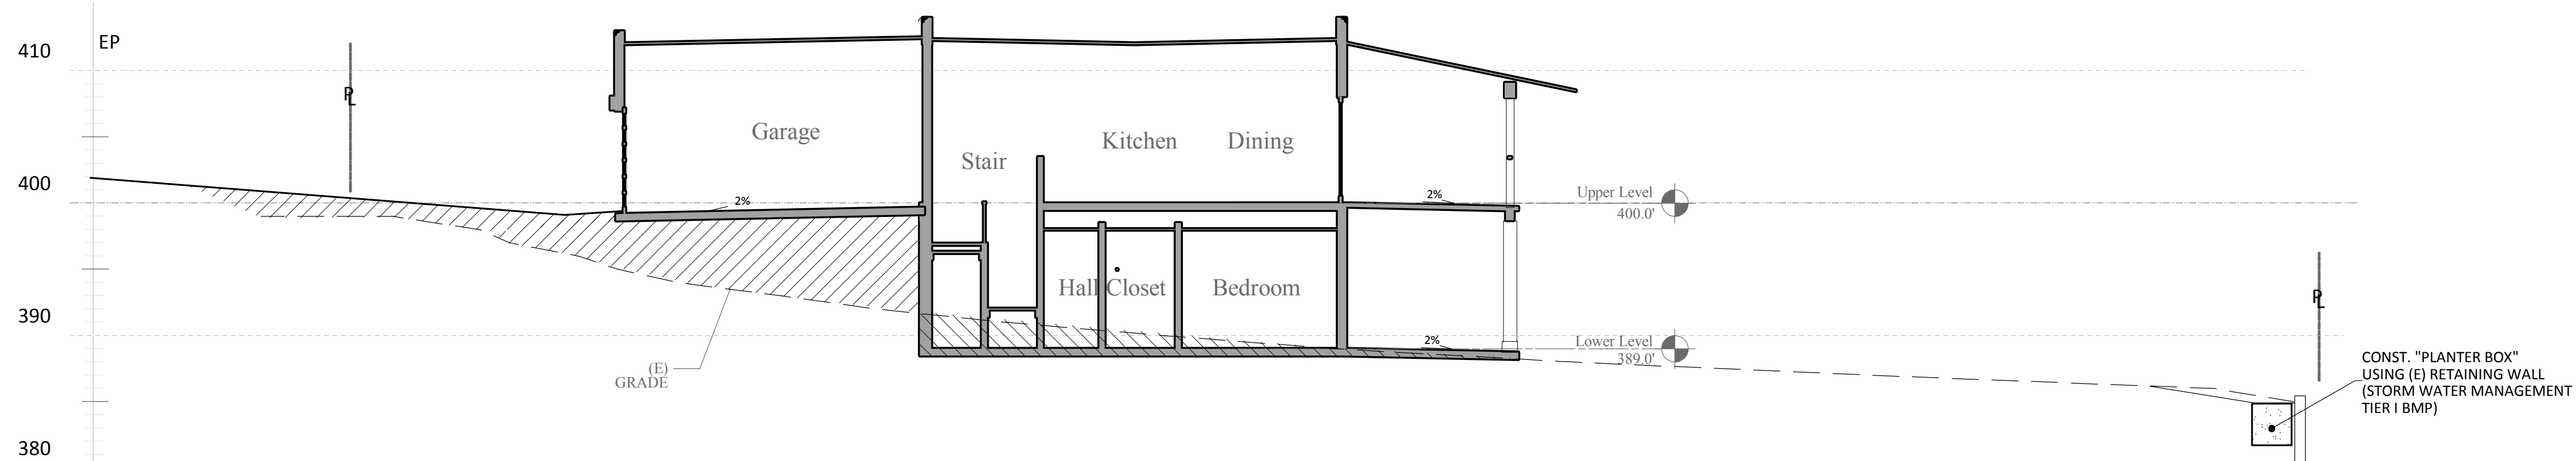 EP
410
PL
Garage
Kitchen
Dining
Stair
400
2%
2%
Upper Level
400.0'
Hall
Closet
Bedroom
390
PL
2%
Lower Level
389.0'
(E)
GRADE
CONST. "PLANTER BOX"
USING (E) RETAINING WALL
(STORM WATER MANAGEMENT
TIER I BMP)
380